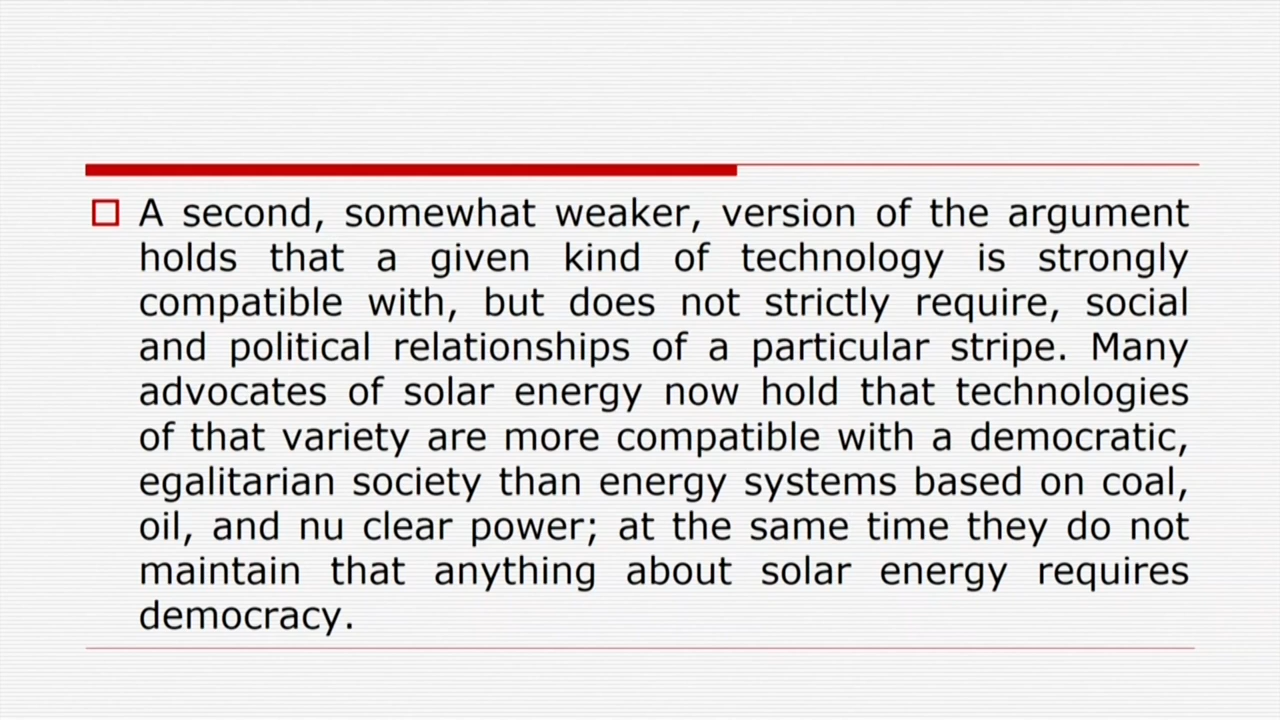 A second, somewhat weaker, version of the argument
holds that a given kind of technology is strongly
compatible with, but does not strictly require, social
and political relationships of a particular stripe. Many
advocates of solar energy now hold that technologies
of that variety are more compatible with a democratic,
egalitarian society than energy systems based on coal,
oil, and nu clear power; at the same time they do not
maintain that anything about solar energy requires
democracy.